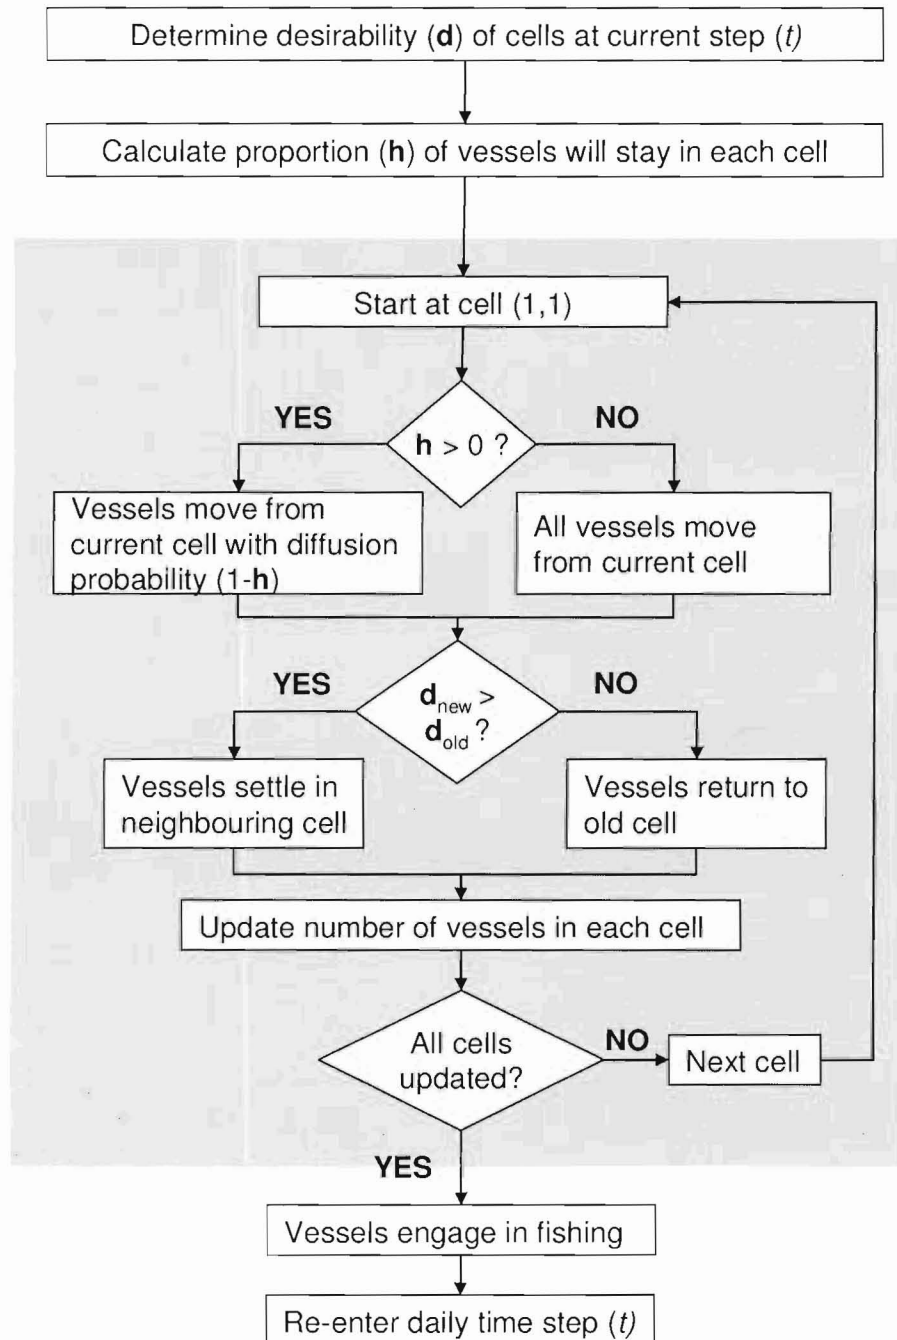 Determine desirability (d) of cells at current step (t)
Calculate proportion (h) of vessels will stay in each cell
Start at cell (1,1)
YES
NO
h > 0 ?
Vessels move from
current cell with diffusion
probability (1-h)
All vessels move
from current cell
YES
NO
dnew >
dold ?
Vessels settle in
neighbouring cell
Vessels return to
old cell
Update number of vessels in each cell
All cells
updated?
NO
Next cell
YES
Vessels engage in fishing
Re-enter daily time step (t)